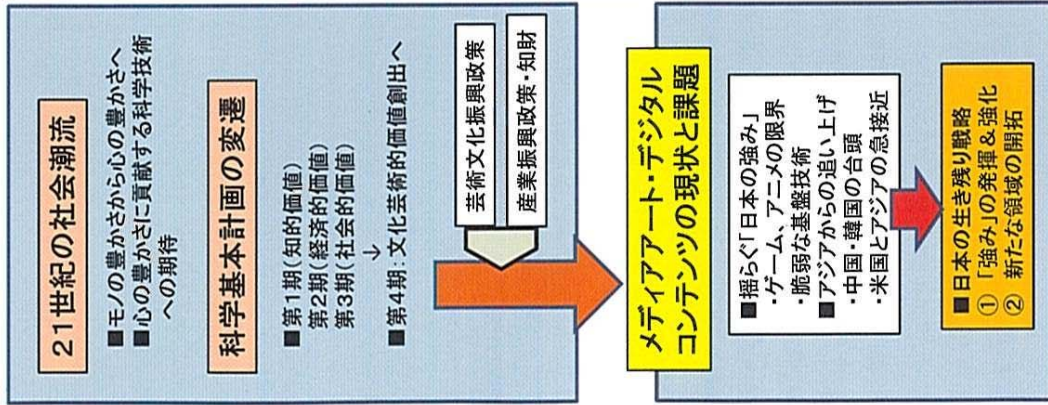 21世紀の社会潮流
■モノの豊かさから心の豊かさへ
■心の豊かさに貢献する科学技術
への期待
科学基本計画の変遷
■第1期(知的価値)
第2期(経済的価値)
第3期(社会的価値)
↓
■第4期:文化芸術的価値創出へ
芸術文化振興政策
産業振興政策・知財
メディアアート・デジタル
コンテンツの現状と課題
■揺らぐ「日本の強み」
・ゲーム、アニメの限界
・脆弱な基盤技術
■アジアからの追い上げ
・中国・韓国の台頭
・米国とアジアの急接近
■日本の生き残り戦略
① 「強み」の発揮&強化
② 新たな領域の開拓